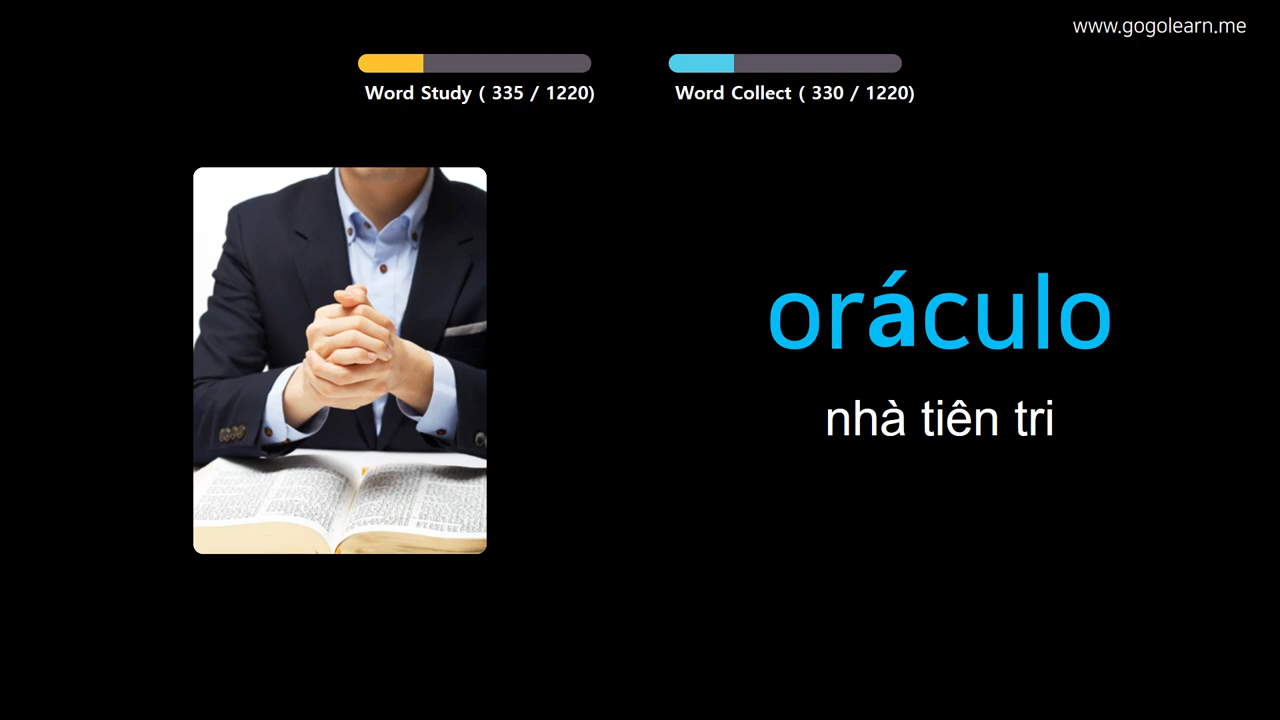 www.gogolearn.me
Word Study ( 335 / 1220)
Word Collect ( 330 / 1220)
oráculo
nhà tiên tri